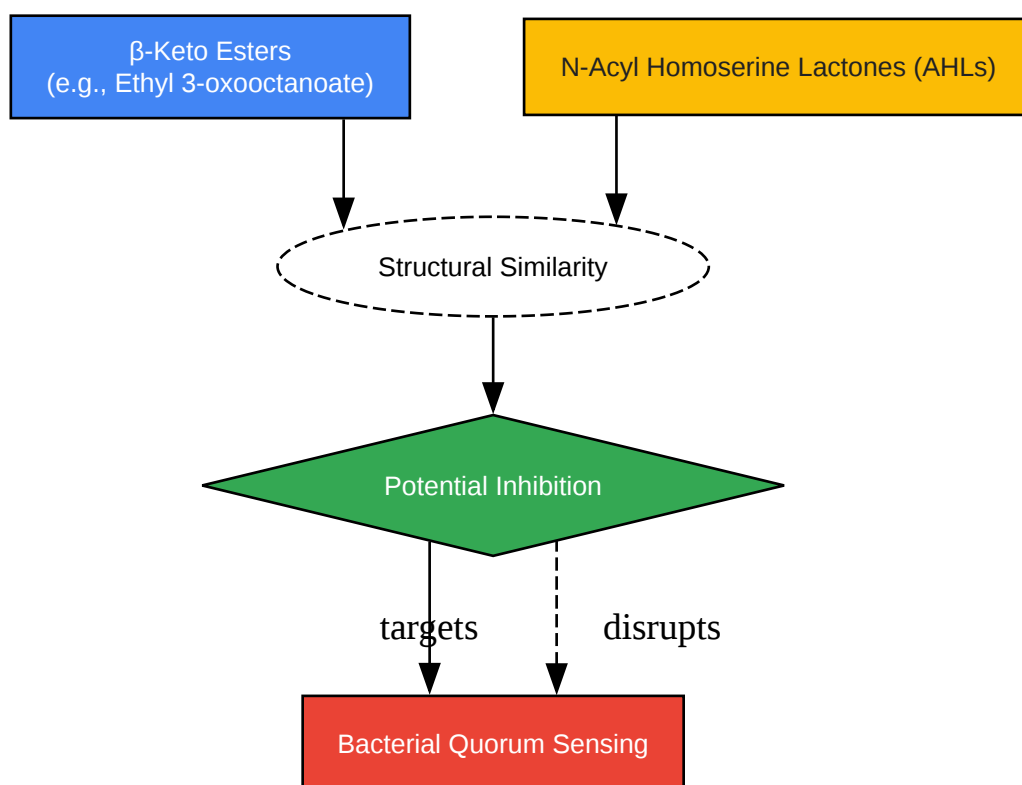 β-Keto Esters
(e.g., Ethyl 3-oxooctanoate)
N-Acyl Homoserine Lactones (AHLs)
Structural Similarity
Potential Inhibition
targets
disrupts
Bacterial Quorum Sensing